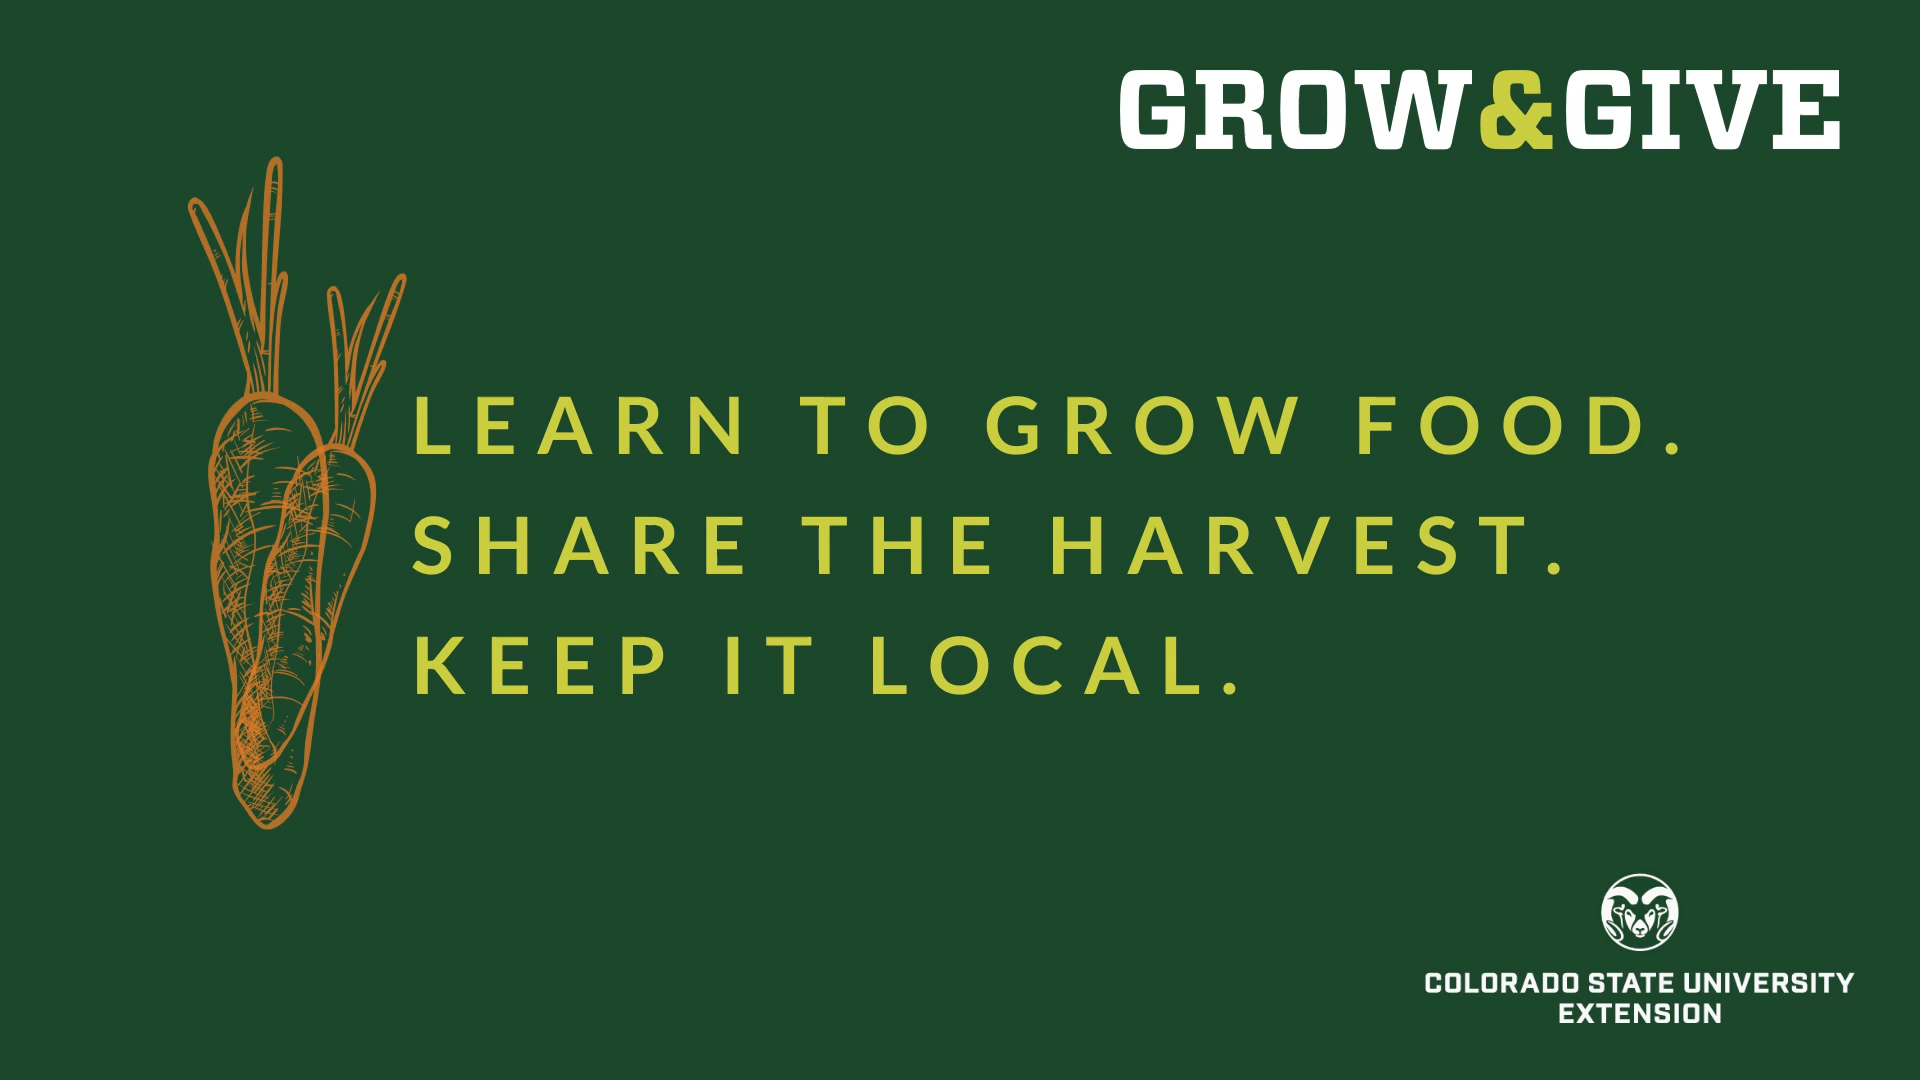 GROW&GIVE
LEARN TO GROW FOOD.
SHARE THE HARVEST.
KEEP IT LOCAL.
COLORADO STATE UNIVERSITY
EXTENSION